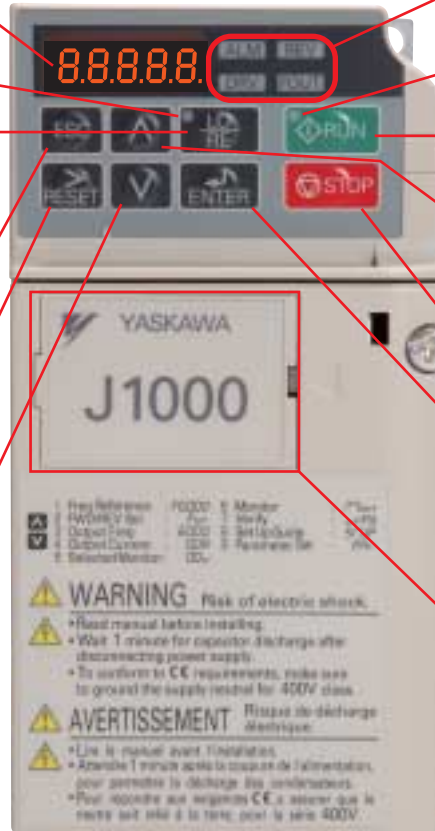 8.8.8.8.8.
ALM REV
DRV FOUT
ESC
LO
RE
RUN
RESET
ENTER
STOP
YASKAWA
J1000
1 Freq Reference F0000 6 Monitor
2 FWD/REV Sel 7 Verify
3 Output Freq 8 Set Up Guide
4 Output Current 9 Parameter Set
5 Selected Monitor
WARNING Risk of electric shock.
• Read manual before installing.
• Wait 1 minute for capacitor discharge after
disconnecting power supply.
• To conform to CE requirements, make sure
to ground the supply neutral for 400V class.
AVERTISSEMENT Risque de décharge
électrique.
• Lire le manuel avant l'installation.
• Attendre 1 minute après la coupure de l'alimentation,
pour permettre la décharge des condensateurs.
• Pour répondre aux exigences CE, s'assurer que le
neutre soit relié à la terre, pour la série 400V.